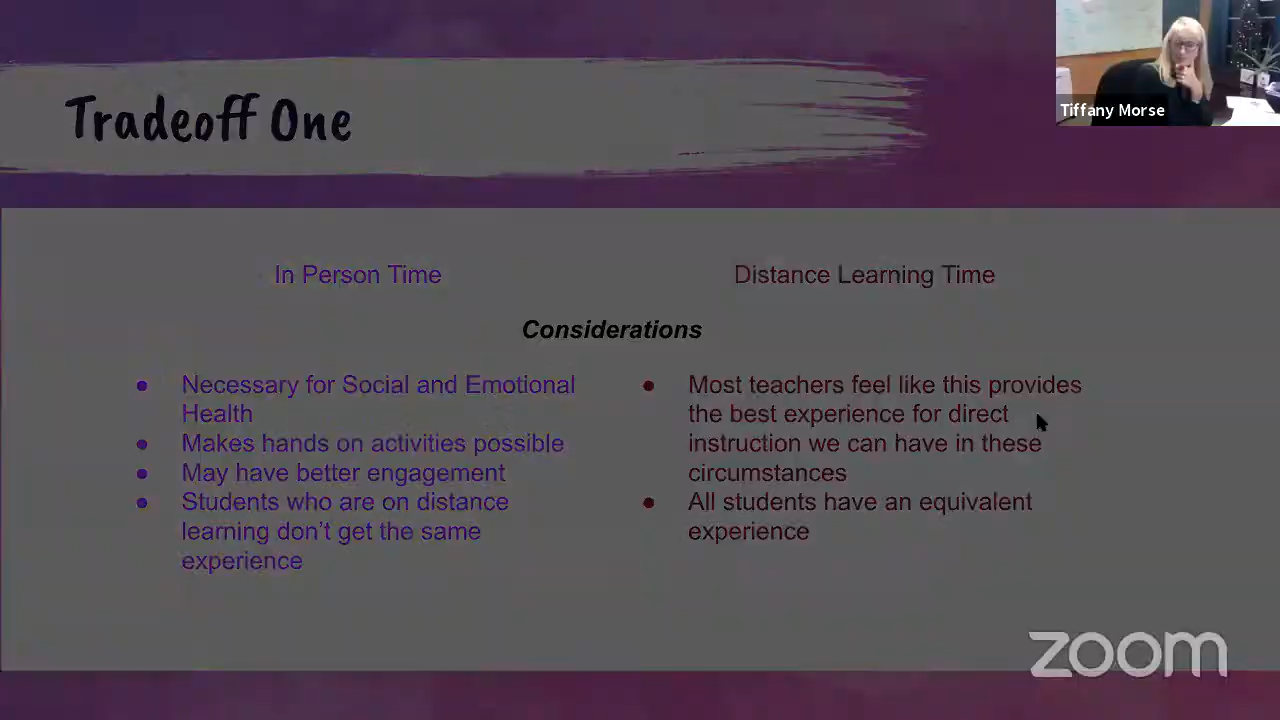 Tiffany Morse
Tradeoff One
In Person Time
Distance Learning Time
Considerations
● Necessary for Social and Emotional
Health
● Makes hands on activities possible
● May have better engagement
● Students who are on distance
learning don’t get the same
experience
● Most teachers feel like this provides
the best experience for direct
instruction we can have in these
circumstances
● All students have an equivalent
experience
zoom